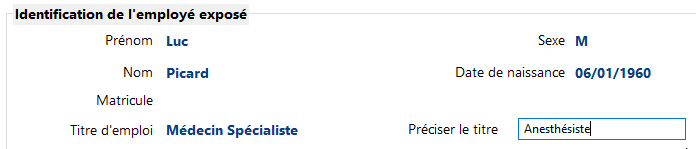 Identification de l'employé exposé
Prénom Luc Sexe M
Nom Picard Date de naissance 06/01/1960
Matricule
Titre d'emploi Médecin Spécialiste Préciser le titre Anesthésiste